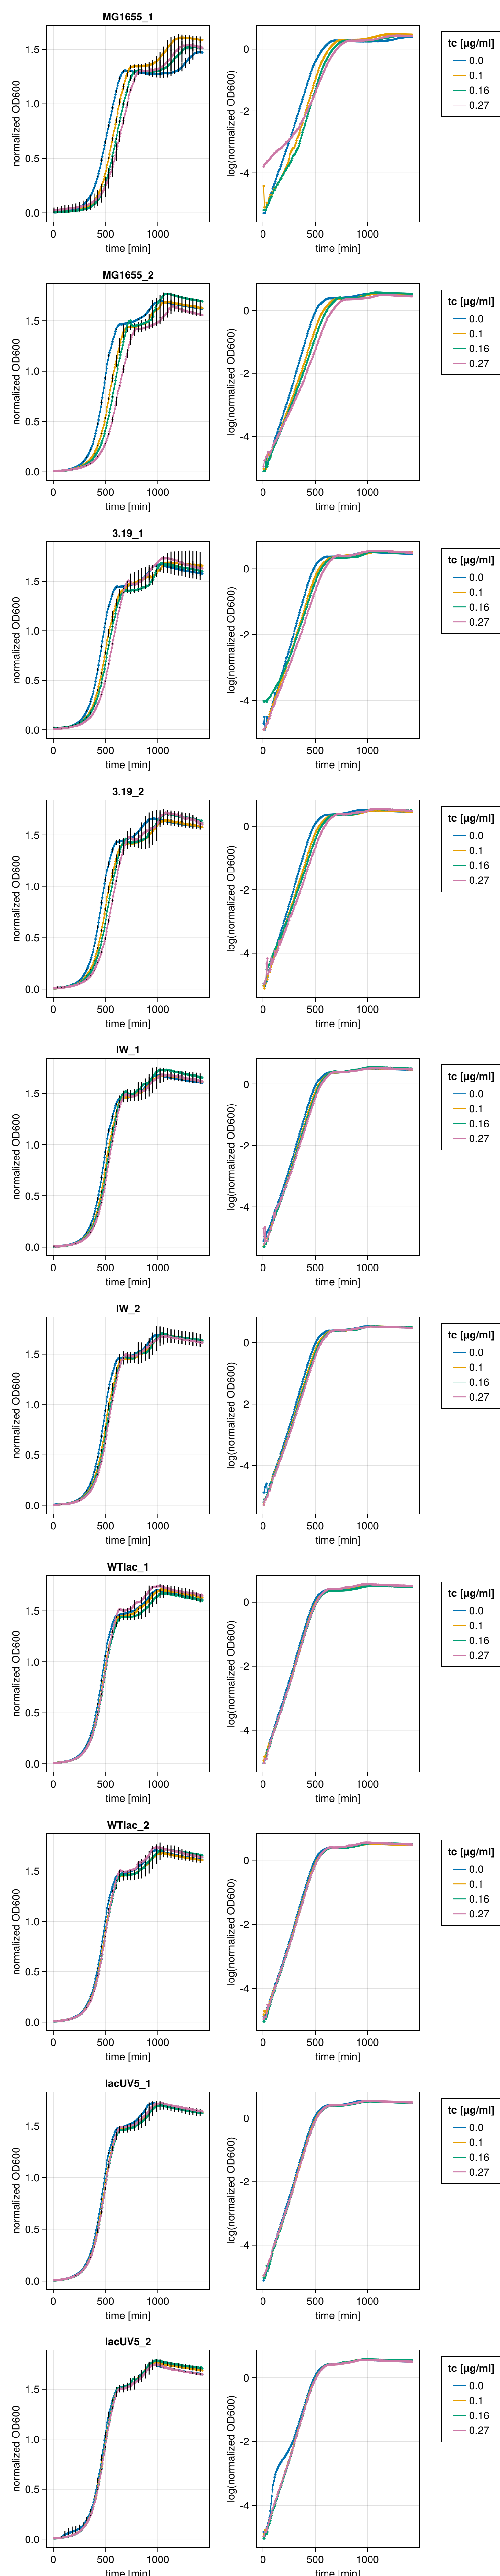 MG1655_1
normalized OD600
1.5
1.0
0.5
0.0
0 500 1000
time [min]
log(normalized OD600)
0
-2
-4
0 500 1000
time [min]
tc [µg/ml]
0.0
0.1
0.16
0.27
MG1655_2
normalized OD600
1.5
1.0
0.5
0.0
0 500 1000
time [min]
log(normalized OD600)
0
-2
-4
0 500 1000
time [min]
tc [µg/ml]
0.0
0.1
0.16
0.27
3.19_1
normalized OD600
1.5
1.0
0.5
0.0
0 500 1000
time [min]
log(normalized OD600)
0
-2
-4
0 500 1000
time [min]
tc [µg/ml]
0.0
0.1
0.16
0.27
3.19_2
normalized OD600
1.5
1.0
0.5
0.0
0 500 1000
time [min]
log(normalized OD600)
0
-2
-4
0 500 1000
time [min]
tc [µg/ml]
0.0
0.1
0.16
0.27
IW_1
normalized OD600
1.5
1.0
0.5
0.0
0 500 1000
time [min]
log(normalized OD600)
0
-2
-4
0 500 1000
time [min]
tc [µg/ml]
0.0
0.1
0.16
0.27
IW_2
normalized OD600
1.5
1.0
0.5
0.0
0 500 1000
time [min]
log(normalized OD600)
0
-2
-4
0 500 1000
time [min]
tc [µg/ml]
0.0
0.1
0.16
0.27
WTlac_1
normalized OD600
1.5
1.0
0.5
0.0
0 500 1000
time [min]
log(normalized OD600)
0
-2
-4
0 500 1000
time [min]
tc [µg/ml]
0.0
0.1
0.16
0.27
WTlac_2
normalized OD600
1.5
1.0
0.5
0.0
0 500 1000
time [min]
log(normalized OD600)
0
-2
-4
0 500 1000
time [min]
tc [µg/ml]
0.0
0.1
0.16
0.27
lacUV5_1
normalized OD600
1.5
1.0
0.5
0.0
0 500 1000
time [min]
log(normalized OD600)
0
-2
-4
0 500 1000
time [min]
tc [µg/ml]
0.0
0.1
0.16
0.27
lacUV5_2
normalized OD600
1.5
1.0
0.5
0.0
0 500 1000
time [min]
log(normalized OD600)
0
-2
-4
0 500 1000
time [min]
tc [µg/ml]
0.0
0.1
0.16
0.27